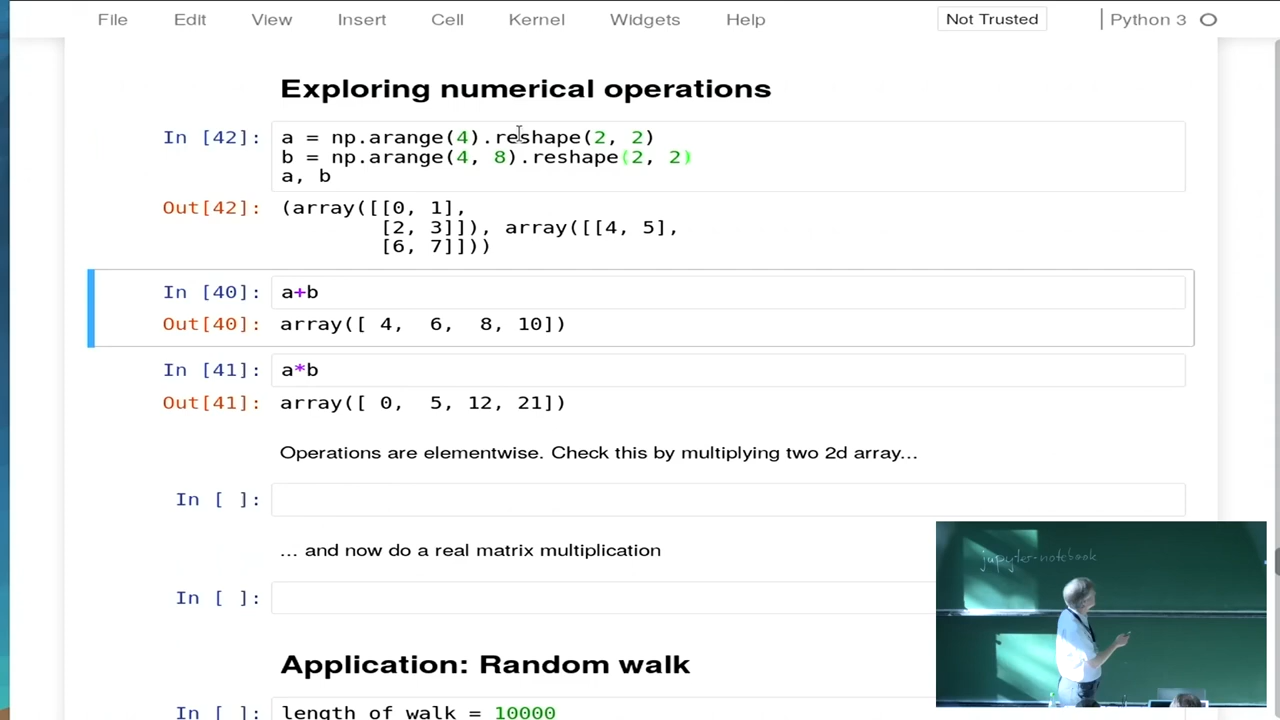 File Edit View Insert Cell Kernel Widgets Help Not Trusted Python 3
Exploring numerical operations
In [42]: a = np.arange(4).reshape(2, 2)
b = np.arange(4, 8).reshape(2, 2)
a, b
Out[42]: (array([[0, 1],
[2, 3]]), array([[4, 5],
[6, 7]]))
In [40]: a+b
Out[40]: array([ 4, 6, 8, 10])
In [41]: a*b
Out[41]: array([ 0, 5, 12, 21])
Operations are elementwise. Check this by multiplying two 2d array...
In [ ]:
... and now do a real matrix multiplication
In [ ]:
jupyter-notebook
Application: Random walk
In [ ]: length_of_walk = 10000